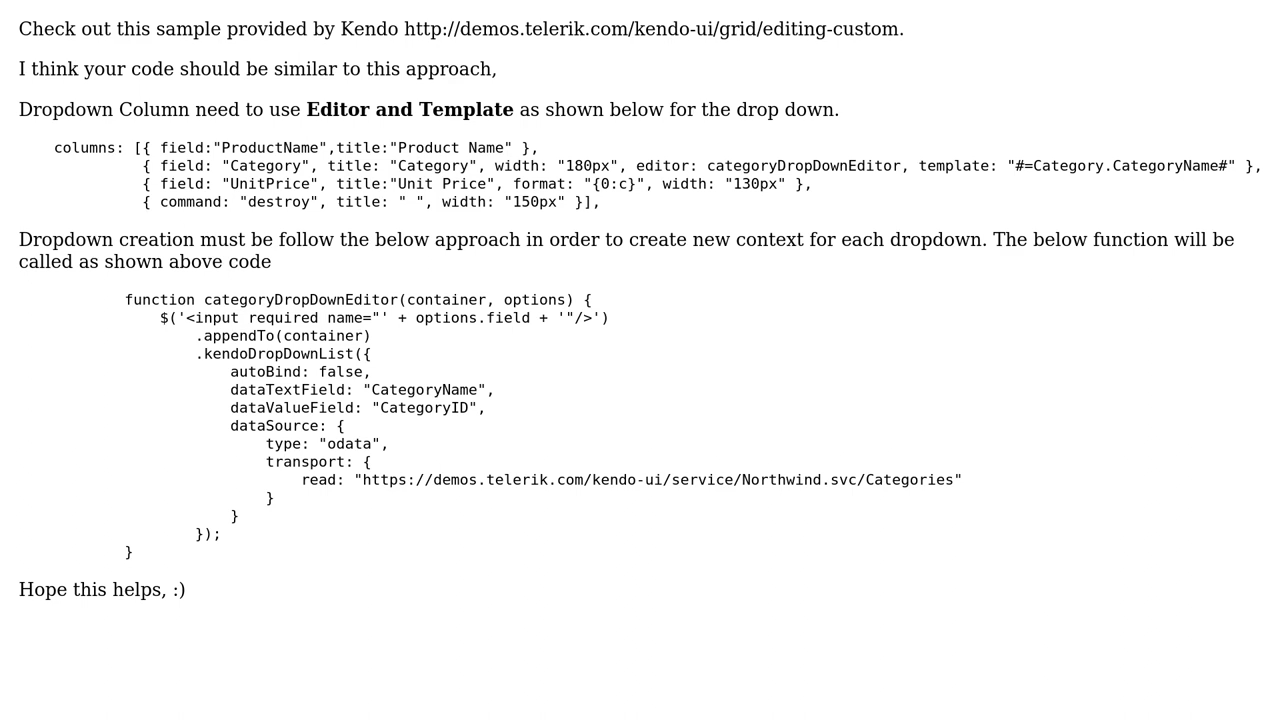 Check out this sample provided by Kendo http://demos.telerik.com/kendo-ui/grid/editing-custom.
I think your code should be similar to this approach,
Dropdown Column need to use Editor and Template as shown below for the drop down.
columns: [{ field:"ProductName",title:"Product Name" },
{ field: "Category", title: "Category", width: "180px", editor: categoryDropDownEditor, template: "#=Category.CategoryName#" },
{ field: "UnitPrice", title:"Unit Price", format: "{0:c}", width: "130px" },
{ command: "destroy", title: " ", width: "150px" }],
Dropdown creation must be follow the below approach in order to create new context for each dropdown. The below function will be
called as shown above code
function categoryDropDownEditor(container, options) {
$('<input required name="' + options.field + '"/>')
.appendTo(container)
.kendoDropDownList({
autoBind: false,
dataTextField: "CategoryName",
dataValueField: "CategoryID",
dataSource: {
type: "odata",
transport: {
read: "https://demos.telerik.com/kendo-ui/service/Northwind.svc/Categories"
}
}
});
}
Hope this helps, :)